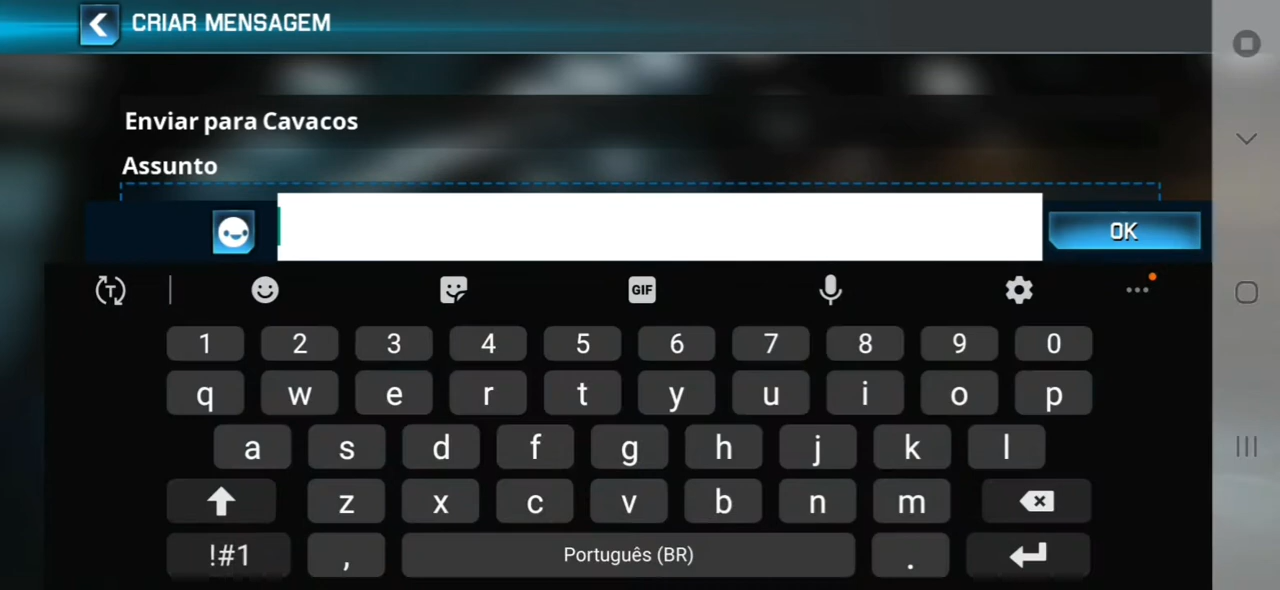 CRIAR MENSAGEM
Enviar para Cavacos
Assunto
OK
GIF
1 2 3 4 5 6 7 8 9 0
q w e r t y u i o p
a s d f g h j k l
z x c v b n m
!#1 , Português (BR) .